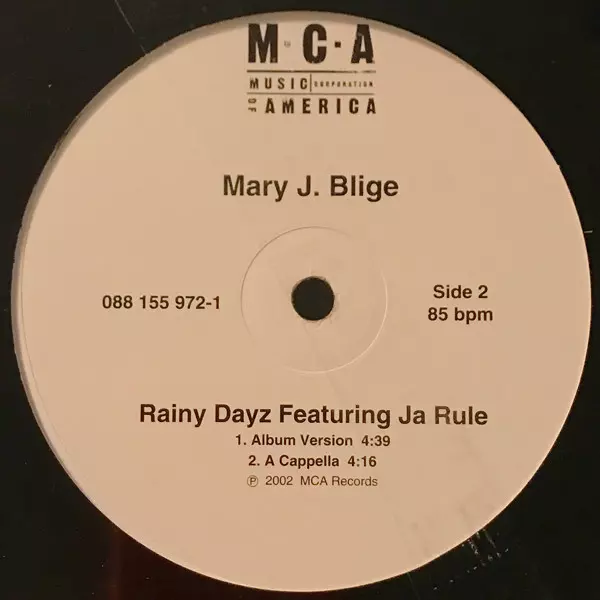 M·C·A
MUSIC CORPORATION
OF AMERICA
Mary J. Blige
088 155 972-1
Side 2
85 bpm
Rainy Dayz Featuring Ja Rule
1. Album Version 4:39
2. A Cappella 4:16
℗ 2002 MCA Records